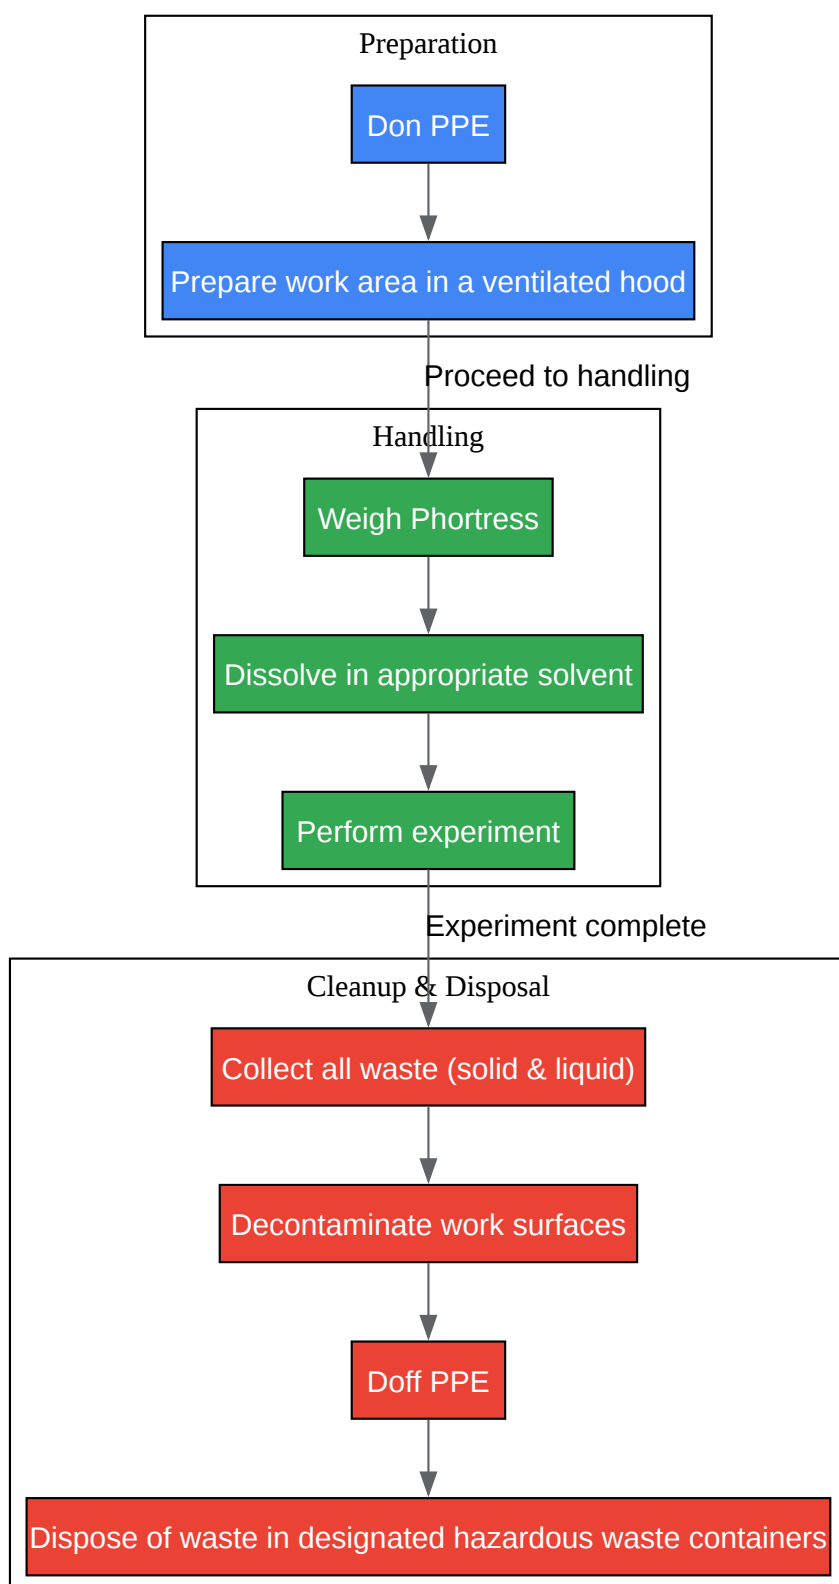 Preparation
Don PPE
Prepare work area in a ventilated hood
Proceed to handling
Handling
Weigh Phortress
Dissolve in appropriate solvent
Perform experiment
Experiment complete
Cleanup & Disposal
Collect all waste (solid & liquid)
Decontaminate work surfaces
Doff PPE
Dispose of waste in designated hazardous waste containers